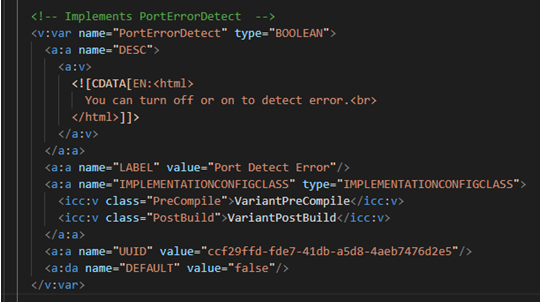 <!-- Implements PortErrorDetect  -->
<v:var name="PortErrorDetect" type="BOOLEAN">
<a:a name="DESC">
<a:v>
<![CDATA[EN:<html>
You can turn off or on to detect error.<br>
</html>]]>
</a:v>
</a:a>
<a:a name="LABEL" value="Port Detect Error"/>
<a:a name="IMPLEMENTATIONCONFIGCLASS" type="IMPLEMENTATIONCONFIGCLASS">
<icc:v class="PreCompile">VariantPreCompile</icc:v>
<icc:v class="PostBuild">VariantPostBuild</icc:v>
</a:a>
<a:a name="UUID" value="ccf29ffd-fde7-41db-a5d8-4aeb7476d2e5"/>
<a:da name="DEFAULT" value="false"/>
</v:var>